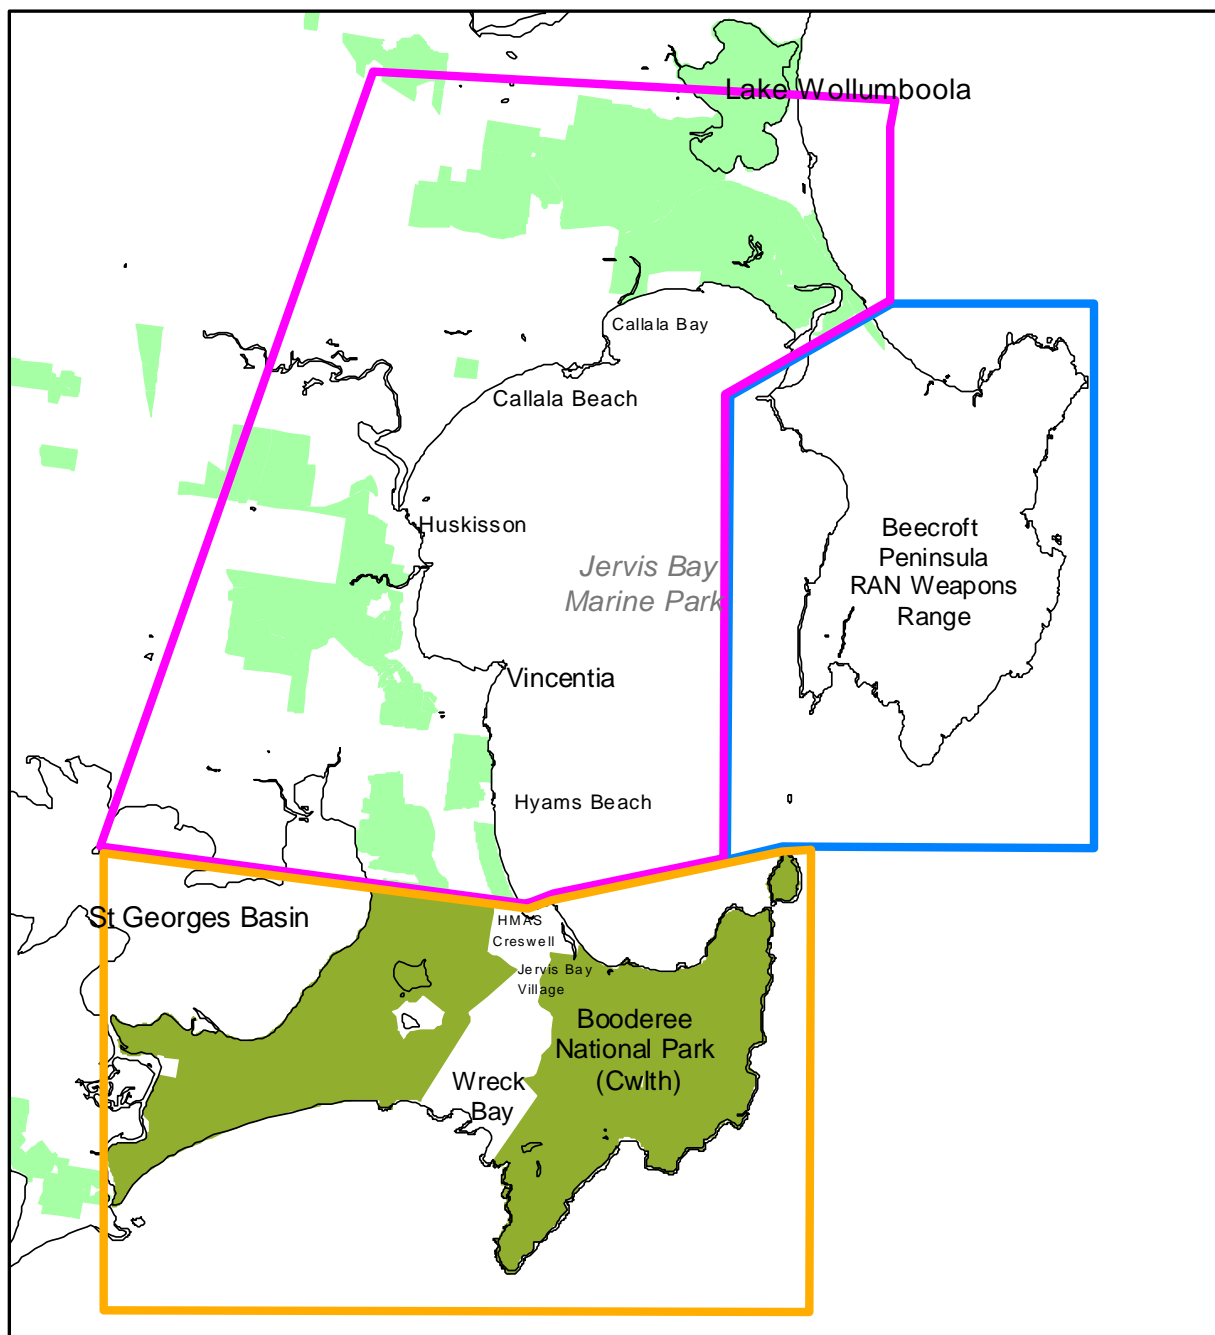 Lake Wollumboola
Callala Bay
Callala Beach
Huskisson
Jervis Bay
Marine Park
Beecroft
Peninsula
RAN Weapons
Range
Vincentia
Hyams Beach
St Georges Basin
HMAS
Creswell
Jervis Bay
Village
Booderee
National Park
(Cwlth)
Wreck
Bay